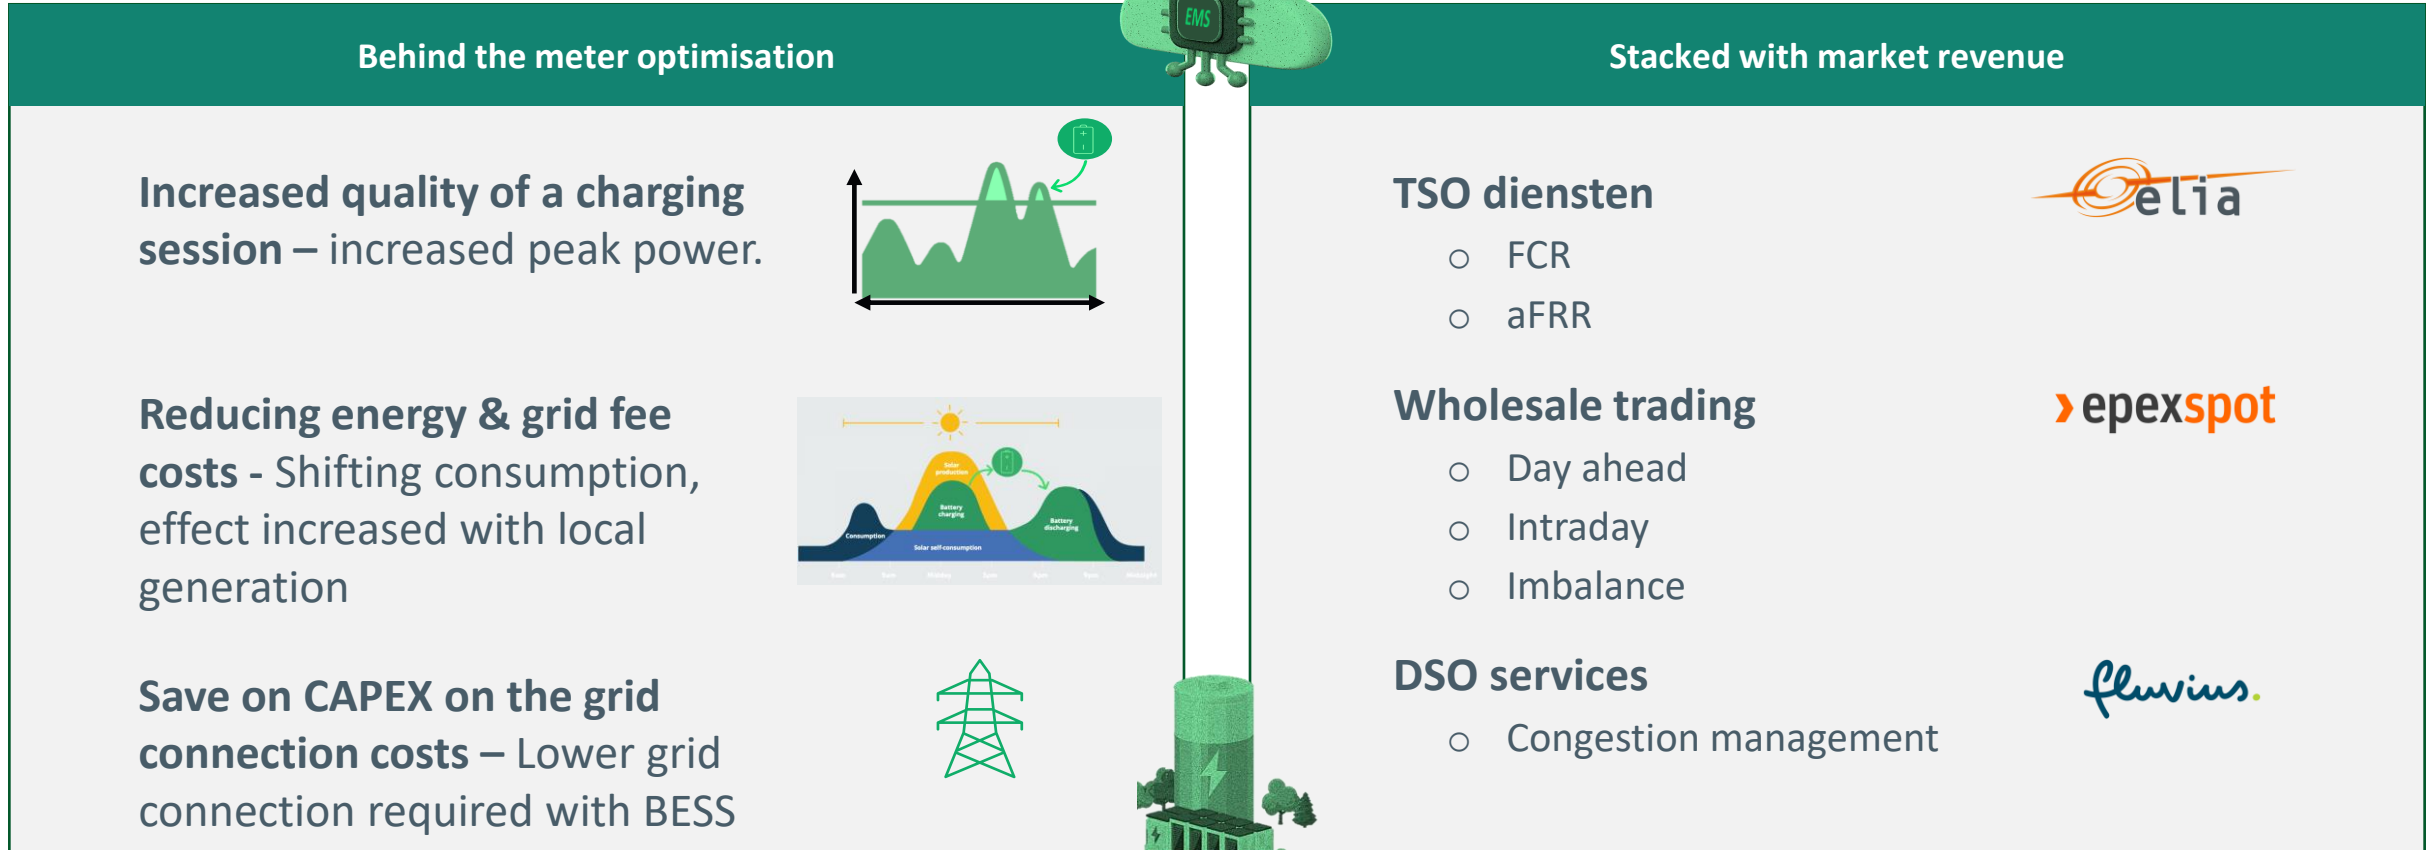 EMS
Behind the meter optimisation
Increased quality of a charging
session – increased peak power.
Reducing energy & grid fee
costs - Shifting consumption,
effect increased with local
generation
Solar
production
Battery
charging
Battery
discharging
Consumption
Solar self-consumption
Midday
Save on CAPEX on the grid
connection costs – Lower grid
connection required with BESS
Stacked with market revenue
TSO diensten
elia
o FCR
o aFRR
Wholesale trading
epexspot
o Day ahead
o Intraday
o Imbalance
DSO services
fluvius.
o Congestion management